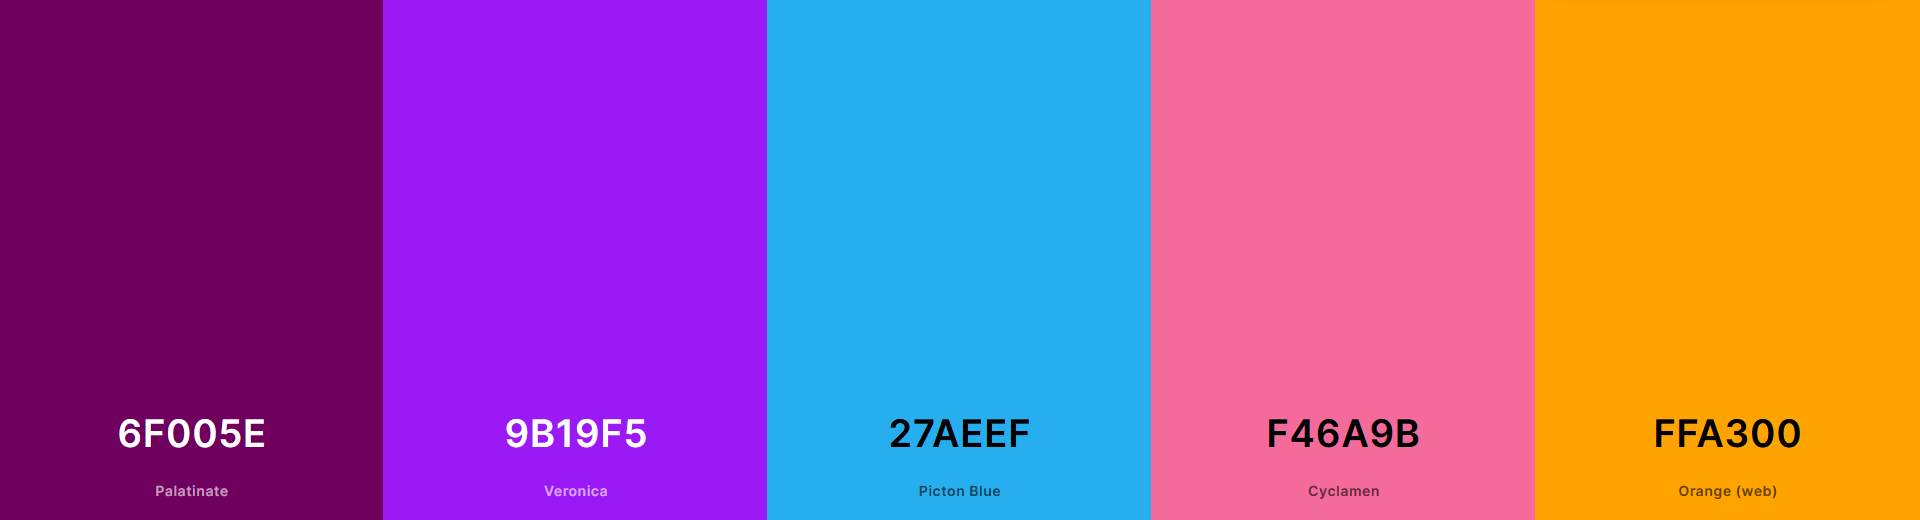 6F005E
9B19F5
27AEEF
F46A9B
FFA300
Palatinate
Veronica
Picton Blue
Cyclamen
Orange (web)